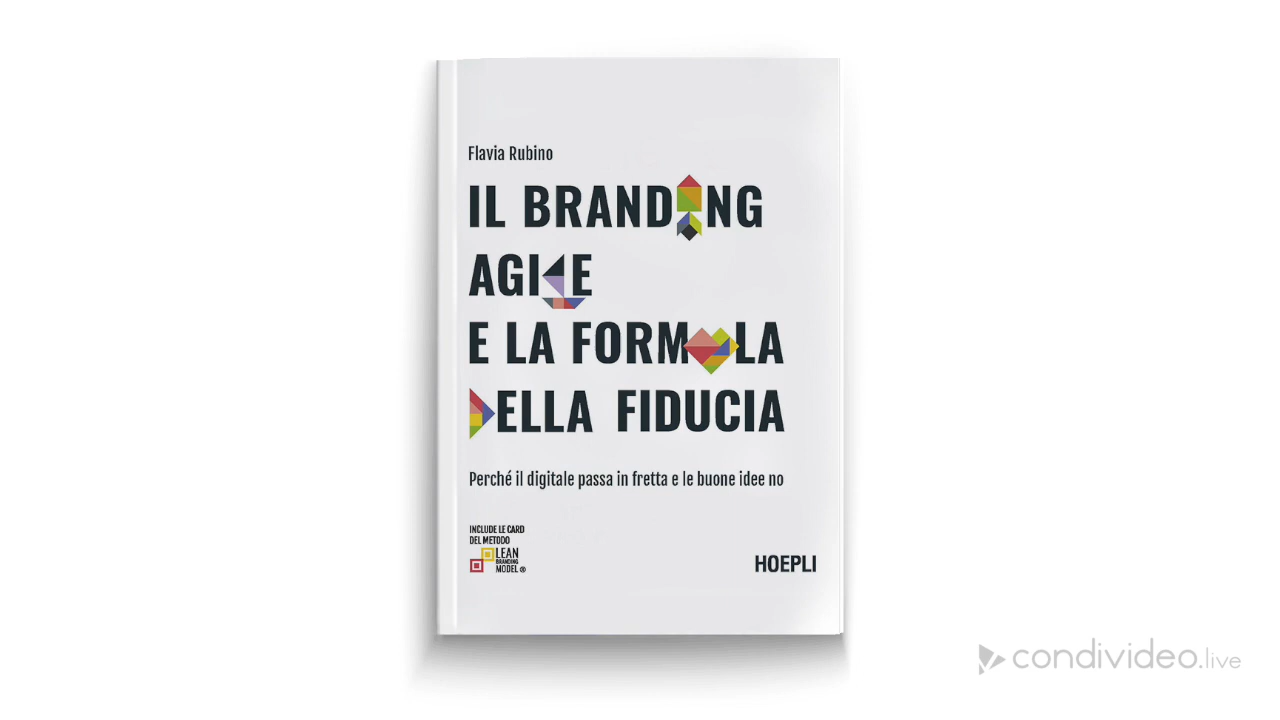 Flavia Rubino
IL BRANDING
AGILE
E LA FORMULA
DELLA FIDUCIA
Perché il digitale passa in fretta e le buone idee no
INCLUDE LE CARD
DEL METODO
LEAN
BRANDING
MODEL ®
HOEPLI
condivideo.live